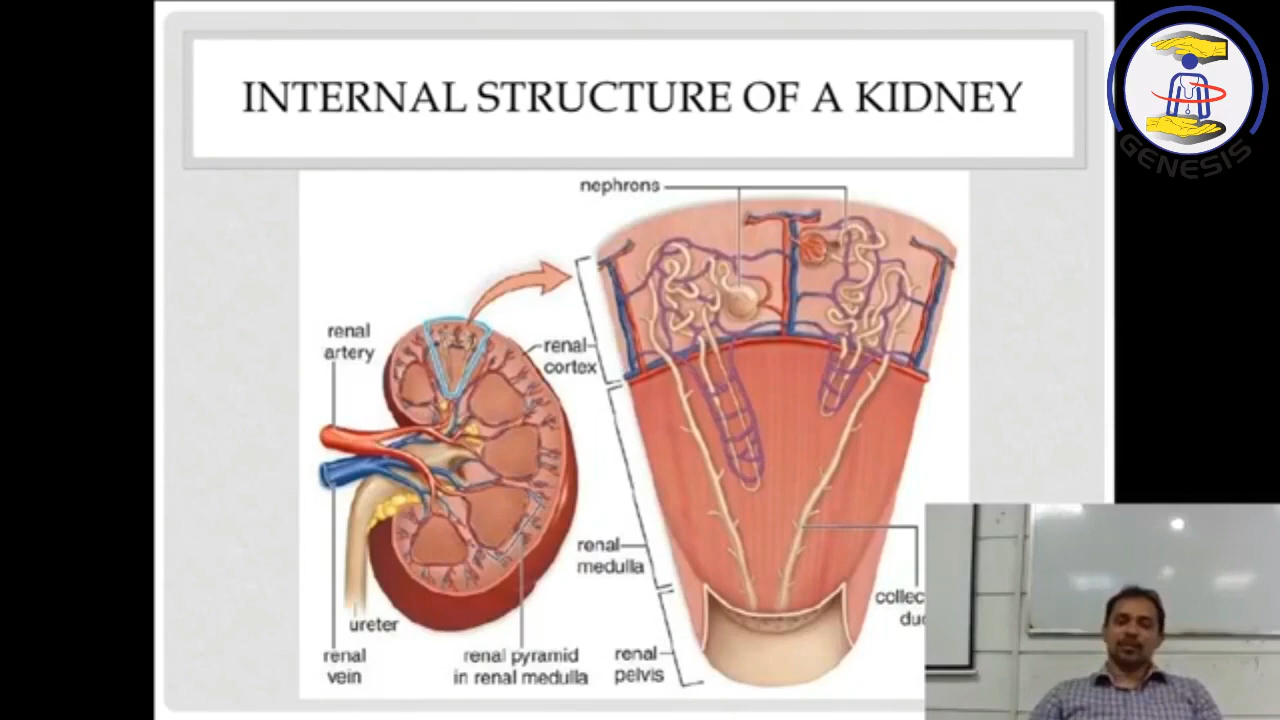 INTERNAL STRUCTURE OF A KIDNEY
GENESIS
nephrons
renal
artery
renal
cortex
renal
medulla
ureter
renal
vein
renal pyramid
in renal medulla
renal
pelvis